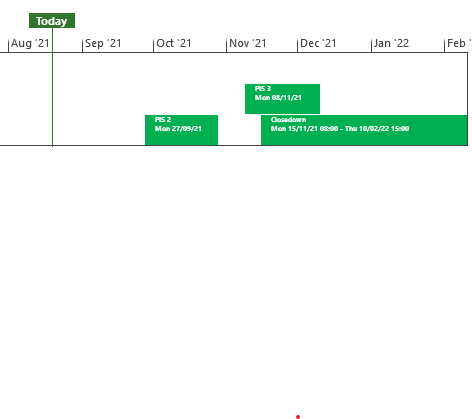 Today
Aug '21 Sep '21 Oct '21 Nov '21 Dec '21 Jan '22 Feb '
PIS 3
Mon 08/11/21
PIS 2
Mon 27/09/21
Closedown
Mon 15/11/21 08:00 - Thu 10/02/22 15:00